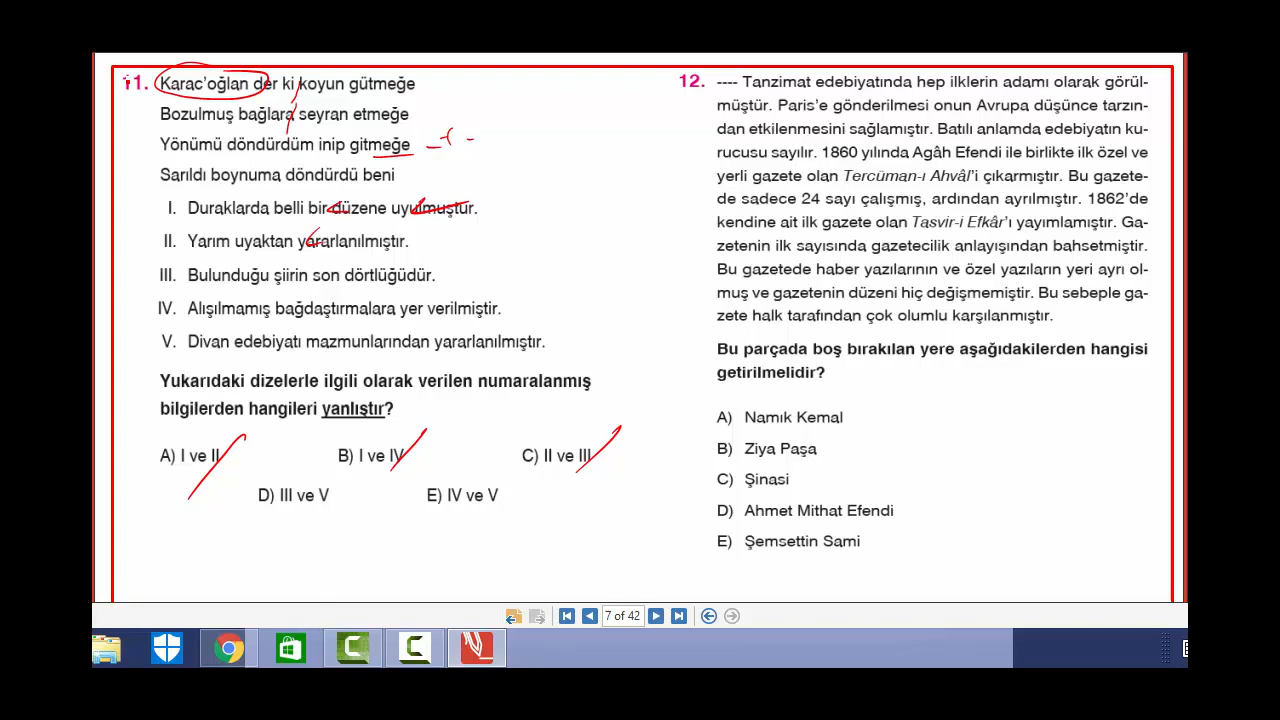 11. Karac'oğlan der ki koyun gütmeğe
Bozulmuş bağlara seyran etmeğe
Yönümü döndürdüm inip gitmeğe
Sarıldı boynuma döndürdü beni
I. Duraklarda belli bir düzene uyulmuştur.
II. Yarım uyaktan yararlanılmıştır.
III. Bulunduğu şiirin son dörtlüğüdür.
IV. Alışılmamış bağdaştırmalara yer verilmiştir.
V. Divan edebiyatı mazmunlarından yararlanılmıştır.
Yukarıdaki dizelerle ilgili olarak verilen numaralanmış
bilgilerden hangileri yanlıştır?
A) I ve II B) I ve IV C) II ve III
D) III ve V E) IV ve V
12. ---- Tanzimat edebiyatında hep ilklerin adamı olarak görül-
müştür. Paris'e gönderilmesi onun Avrupa düşünce tarzın-
dan etkilenmesini sağlamıştır. Batılı anlamda edebiyatın ku-
rucusu sayılır. 1860 yılında Agâh Efendi ile birlikte ilk özel ve
yerli gazete olan Tercüman-ı Ahvâl'i çıkarmıştır. Bu gazete-
de sadece 24 sayı çalışmış, ardından ayrılmıştır. 1862'de
kendine ait ilk gazete olan Tasvir-i Efkâr'ı yayımlamıştır. Ga-
zetenin ilk sayısında gazetecilik anlayışından bahsetmiştir.
Bu gazetede haber yazılarının ve özel yazıların yeri ayrı ol-
muş ve gazetenin düzeni hiç değişmemiştir. Bu sebeple ga-
zete halk tarafından çok olumlu karşılanmıştır.
Bu parçada boş bırakılan yere aşağıdakilerden hangisi
getirilmelidir?
A) Namık Kemal
B) Ziya Paşa
C) Şinasi
D) Ahmet Mithat Efendi
E) Şemsettin Sami
7 of 42